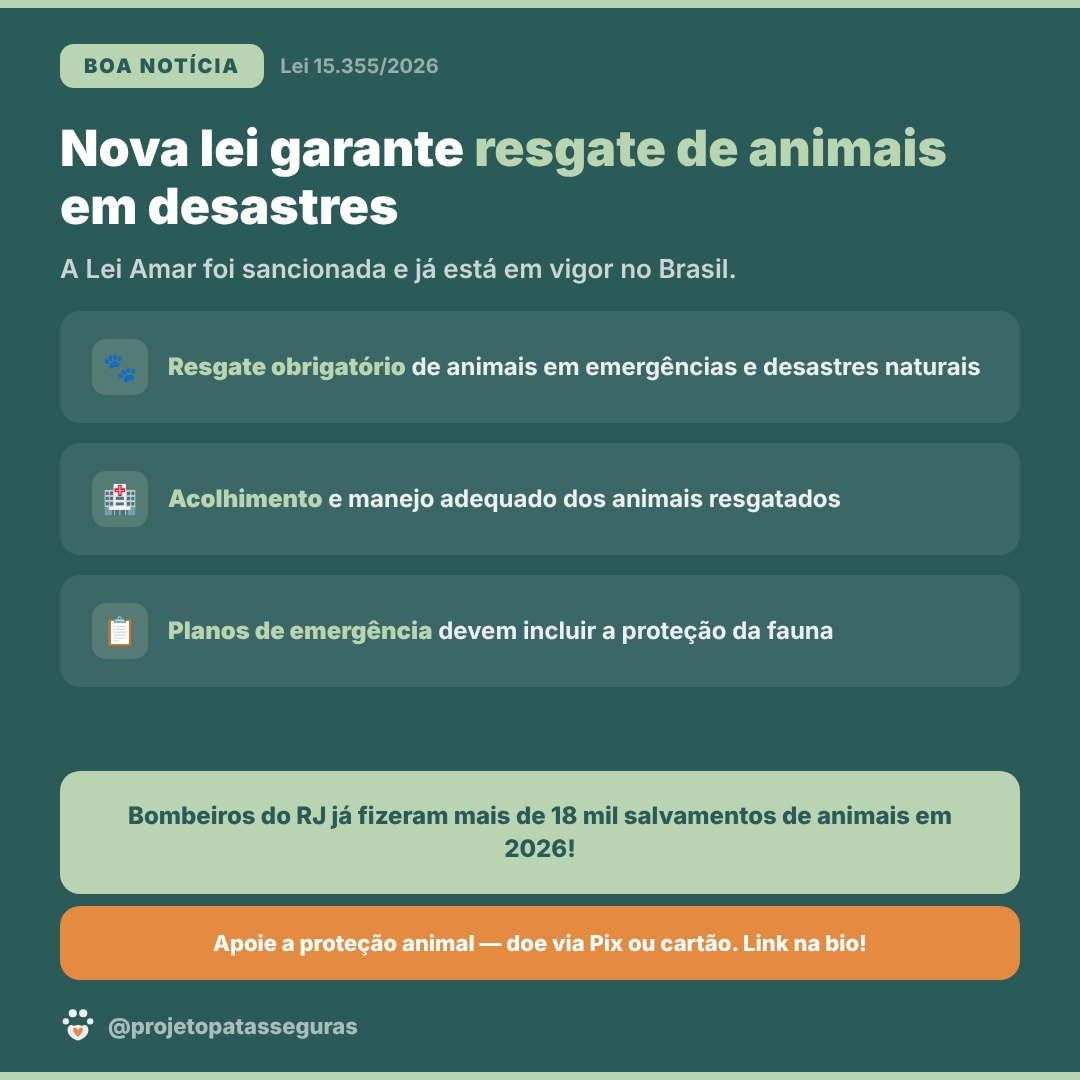 BOA NOTÍCIA
Lei 15.355/2026
Nova lei garante resgate de animais
em desastres
A Lei Amar foi sancionada e já está em vigor no Brasil.
Resgate obrigatório de animais em emergências e desastres naturais
Acolhimento e manejo adequado dos animais resgatados
Planos de emergência devem incluir a proteção da fauna
Bombeiros do RJ já fizeram mais de 18 mil salvamentos de animais em
2026!
Apoie a proteção animal — doe via Pix ou cartão. Link na bio!
@projetopatasseguras